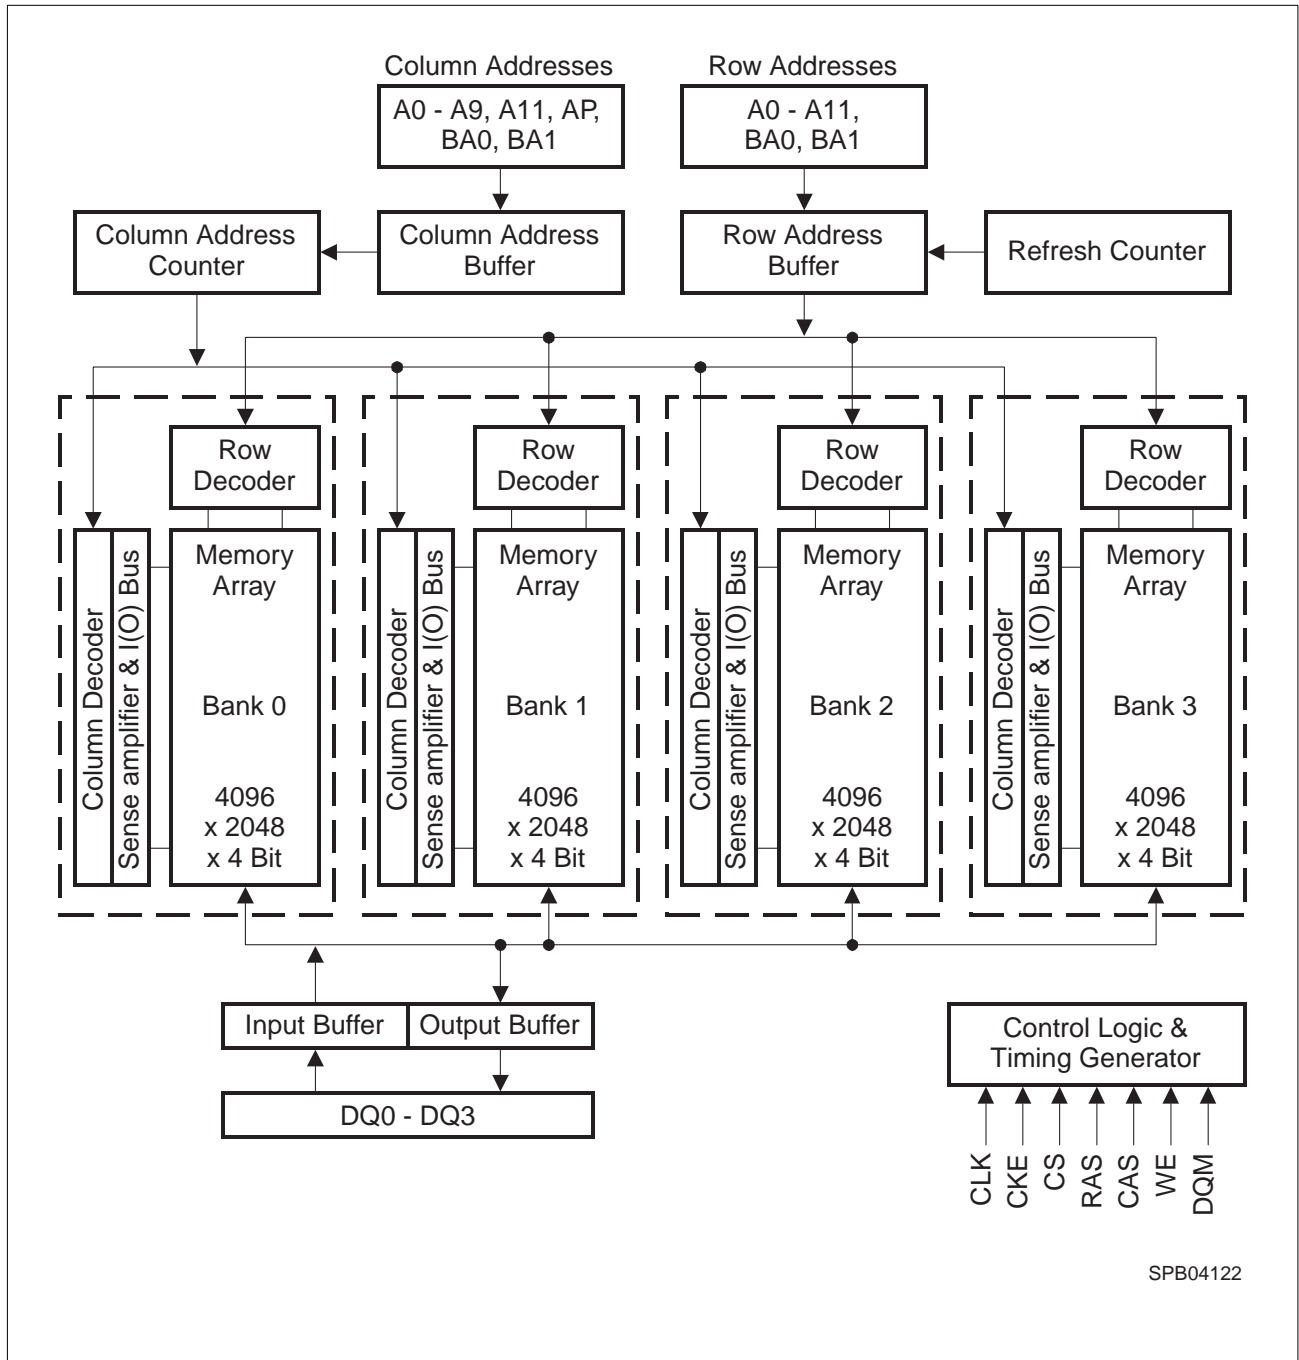 Column Addresses
Row Addresses
A0 - A9, A11, AP,
BA0, BA1
A0 - A11,
BA0, BA1
Column Address
Counter
Column Address
Buffer
Row Address
Buffer
Refresh Counter
Row
Decoder
Row
Decoder
Row
Decoder
Row
Decoder
Column Decoder
Sense amplifier & I(O) Bus
Memory
Array
Bank 0
4096
x 2048
x 4 Bit
Column Decoder
Sense amplifier & I(O) Bus
Memory
Array
Bank 1
4096
x 2048
x 4 Bit
Column Decoder
Sense amplifier & I(O) Bus
Memory
Array
Bank 2
4096
x 2048
x 4 Bit
Column Decoder
Sense amplifier & I(O) Bus
Memory
Array
Bank 3
4096
x 2048
x 4 Bit
Input Buffer
Output Buffer
DQ0 - DQ3
Control Logic &
Timing Generator
CLK
CKE
CS
RAS
CAS
WE
DQM
SPB04122